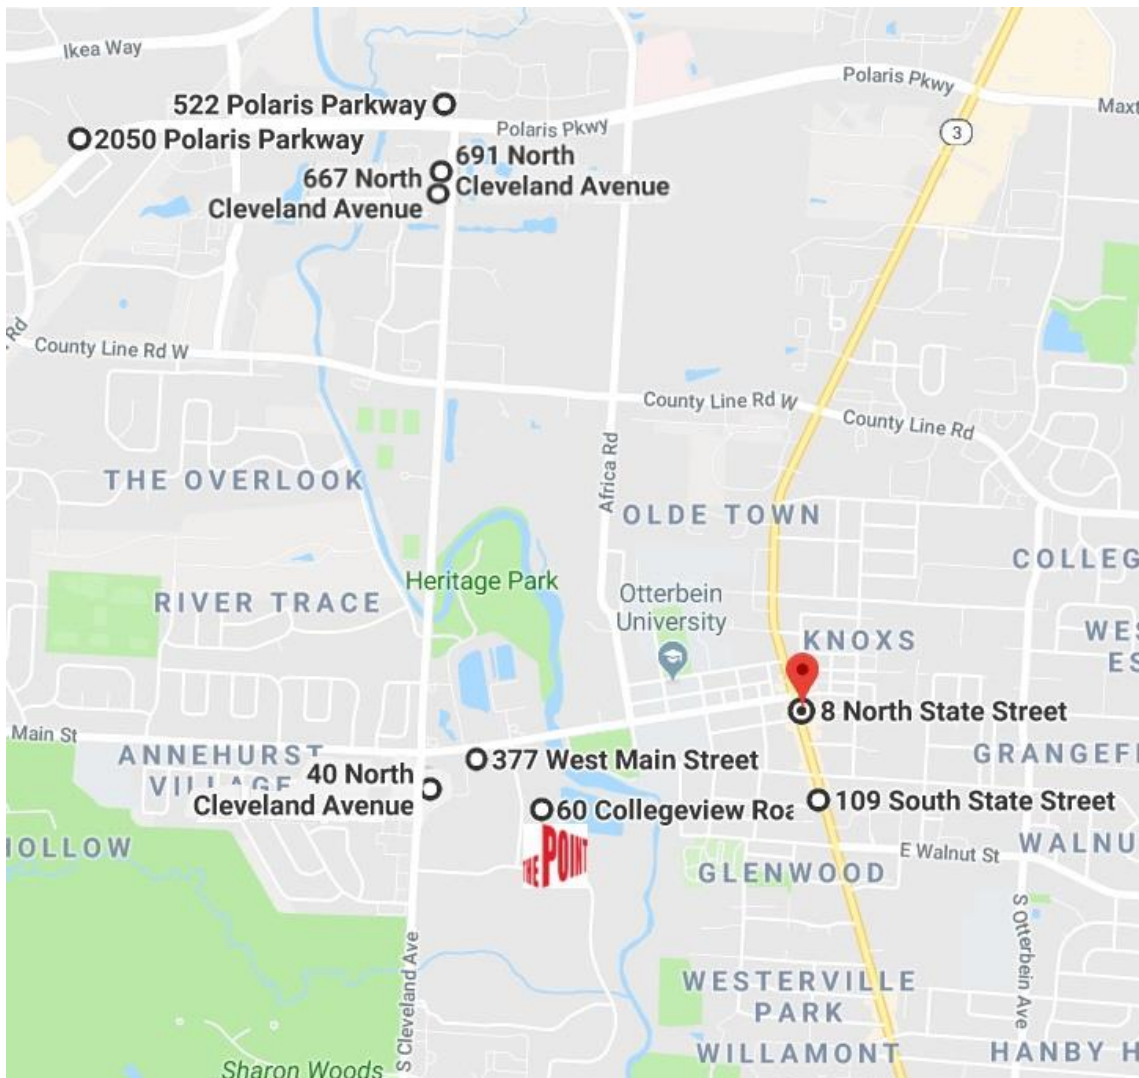 Ikea Way
Polaris Pkwy
522 Polaris Parkway
Maxt
Polaris Pkwy
3
2050 Polaris Parkway
691 North
Cleveland Avenue
667 North
Cleveland Avenue
Rd
County Line Rd W
County Line Rd W
County Line Rd
Africa Rd
THE OVERLOOK
OLDE TOWN
COLLEG
Heritage Park
Otterbein
University
RIVER TRACE
KNOXS
WES
ES
8 North State Street
Main St
ANNEHURST
VILLAGE
377 West Main Street
GRANGEF
40 North
Cleveland Avenue
60 Collegeview Roa
109 South State Street
HOLLOW
THE POINT
E Walnut St
WALNU
GLENWOOD
S Otterbein Ave
S Cleveland Ave
WESTERVILLE
PARK
WILLAMONT
HANBY H
Sharon Woods